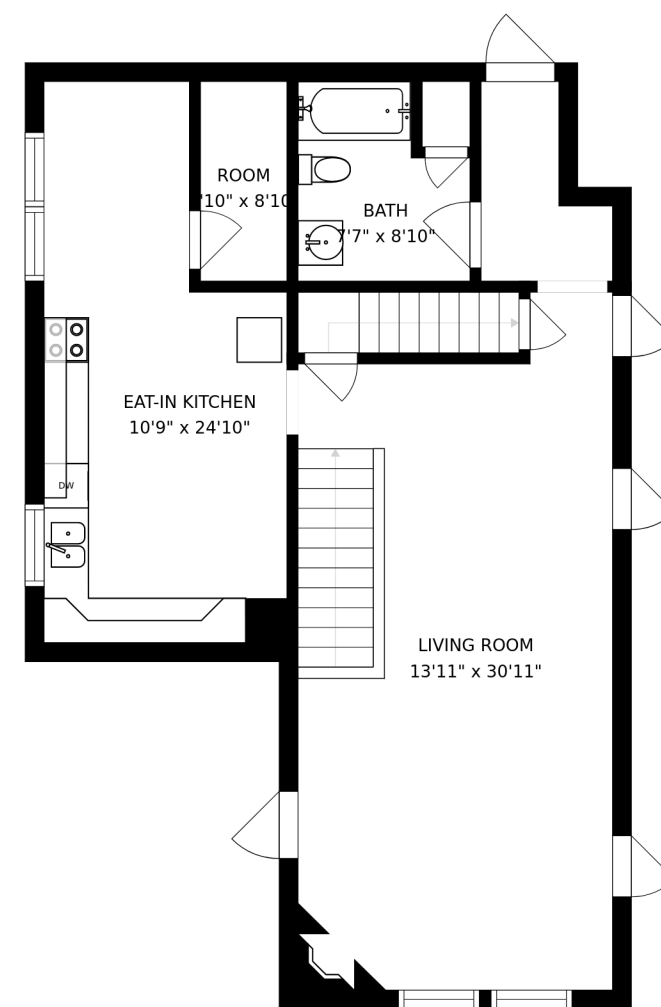 ROOM
'10" x 8'10
BATH
7'7" x 8'10"
EAT-IN KITCHEN
10'9" x 24'10"
DW
LIVING ROOM
13'11" x 30'11"